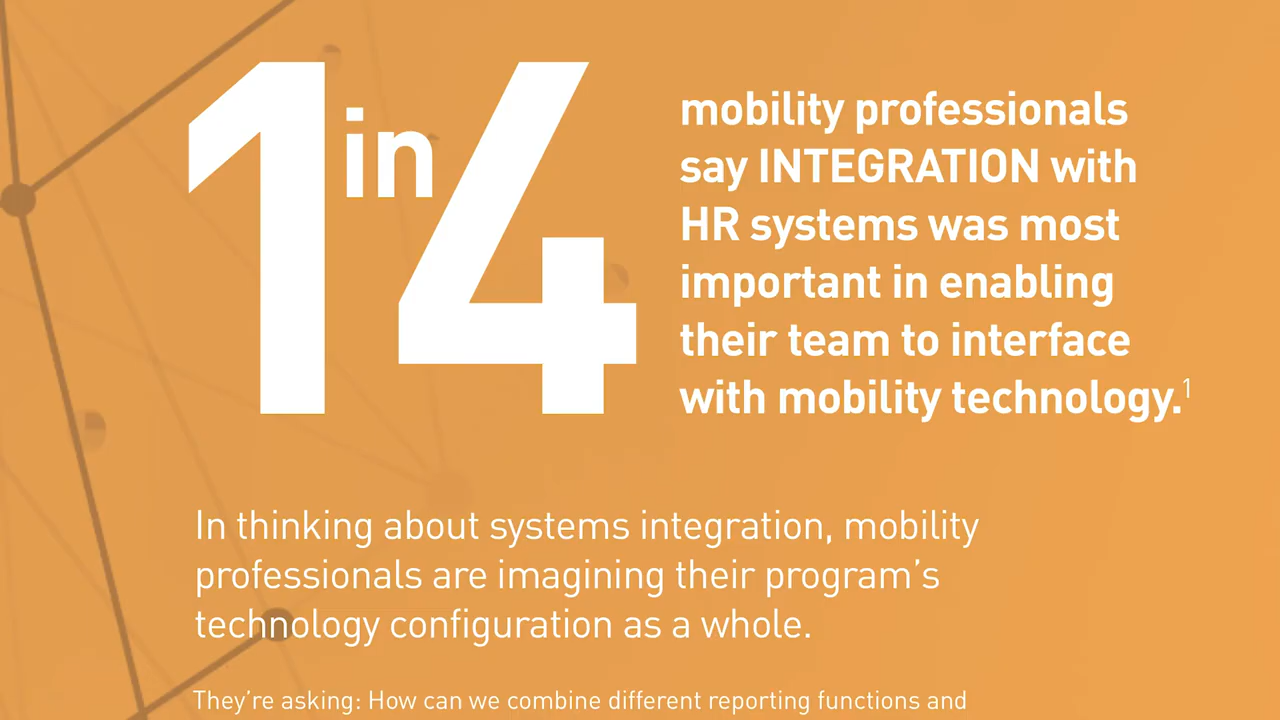 1 in 4
mobility professionals
say INTEGRATION with
HR systems was most
important in enabling
their team to interface
with mobility technology.¹
In thinking about systems integration, mobility
professionals are imagining their program’s
technology configuration as a whole.
They’re asking: How can we combine different reporting functions and